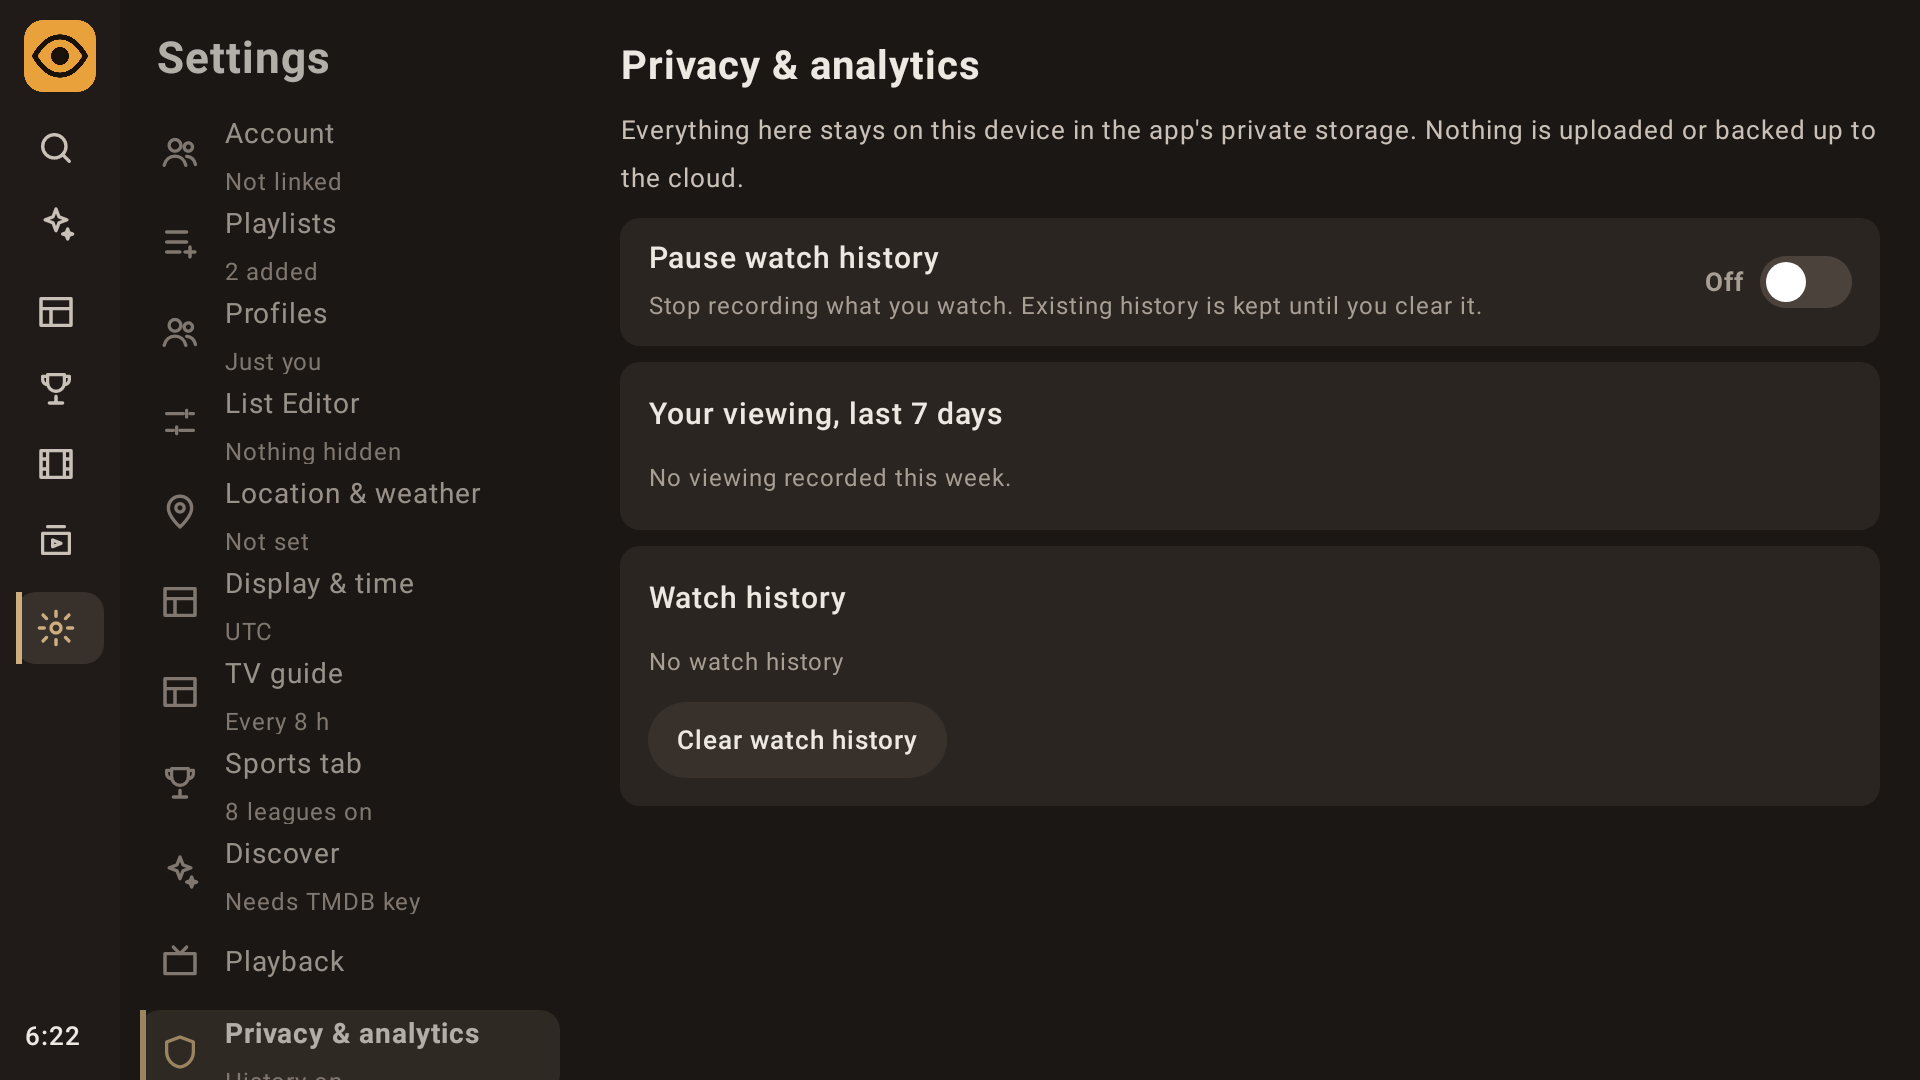 Settings
Account
Not linked
Playlists
2 added
Profiles
Just you
List Editor
Nothing hidden
Location & weather
Not set
Display & time
UTC
TV guide
Every 8 h
Sports tab
8 leagues on
Discover
Needs TMDB key
Playback
Privacy & analytics
History on
6:22
Privacy & analytics
Everything here stays on this device in the app's private storage. Nothing is uploaded or backed up to
the cloud.
Pause watch history
Stop recording what you watch. Existing history is kept until you clear it.
Off
Your viewing, last 7 days
No viewing recorded this week.
Watch history
No watch history
Clear watch history